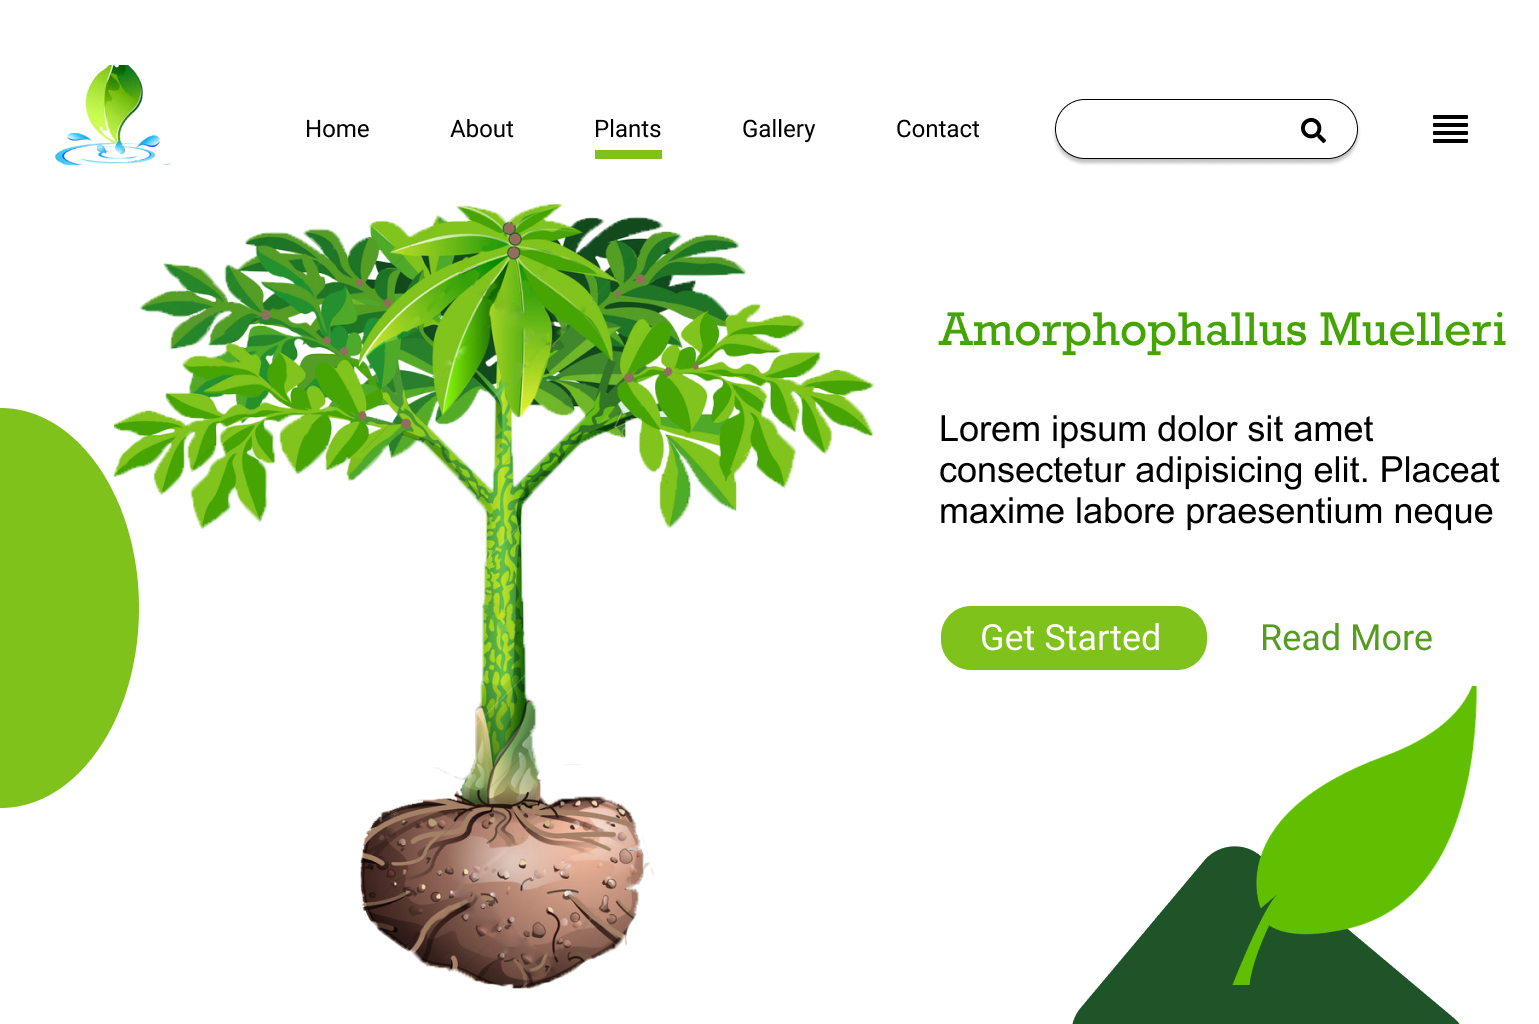 Home About Plants Gallery Contact
Amorphophallus Muelleri
Lorem ipsum dolor sit amet
consectetur adipisicing elit. Placeat
maxime labore praesentium neque
Get Started Read More